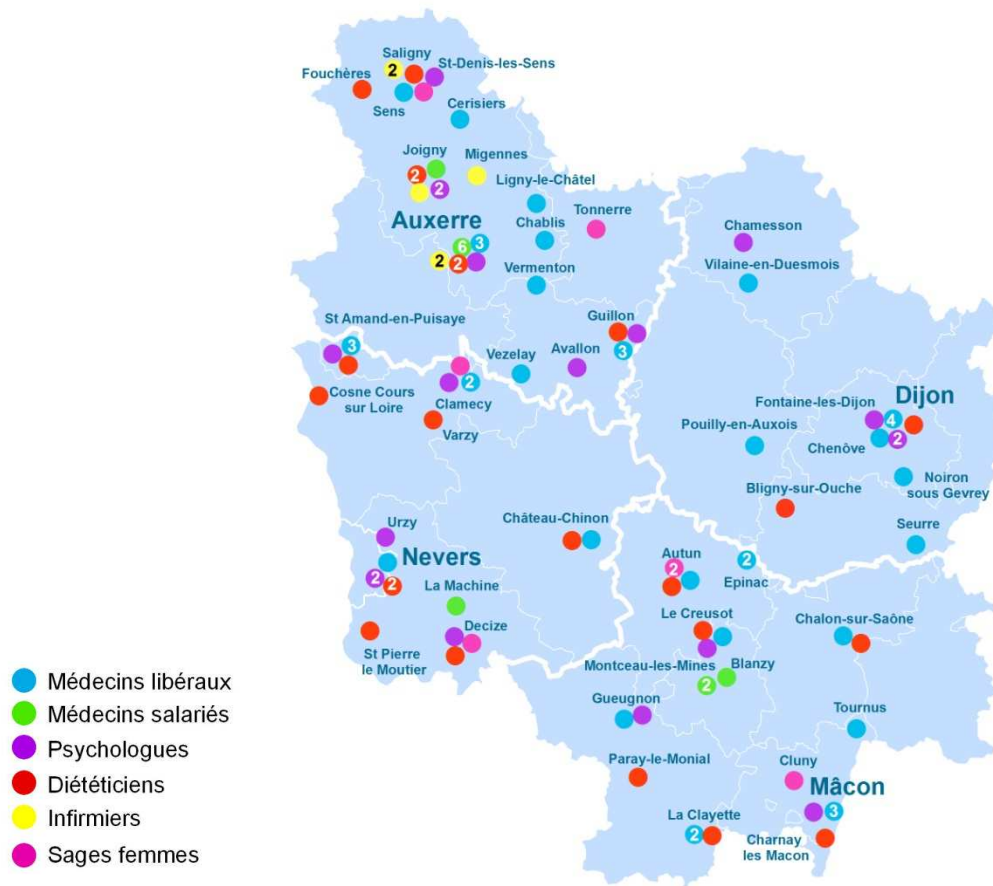 Saligny
2
St-Denis-les-Sens
Fouchères
Sens
Cerisiers
Joigny
Migennes
2
2
Ligny-le-Châtel
Auxerre
Chablis
Tonnerre
6
3
2
2
Chamesson
Vilaine-en-Duesmois
Vermenton
St Amand-en-Puisaye
Guillon
3
3
Vezelay
Avallon
2
Cosne Cours
sur Loire
Clamecy
Varzy
Fontaine-les-Dijon
Dijon
4
Pouilly-en-Auxois
Chenôve
2
Noiron
sous Gevrey
Bligny-sur-Ouche
Urzy
Château-Chinon
Seurre
Nevers
Autun
2
2
Epinac
2
2
La Machine
Le Creusot
Chalon-sur-Saône
Decize
St Pierre
le Moutier
Montceau-les-Mines
Blanzy
2
Gueugnon
Tournus
Paray-le-Monial
Cluny
Mâcon
3
La Clayette
2
Charnay
les Macon
Médecins libéraux
Médecins salariés
Psychologues
Diététiciens
Infirmiers
Sages femmes